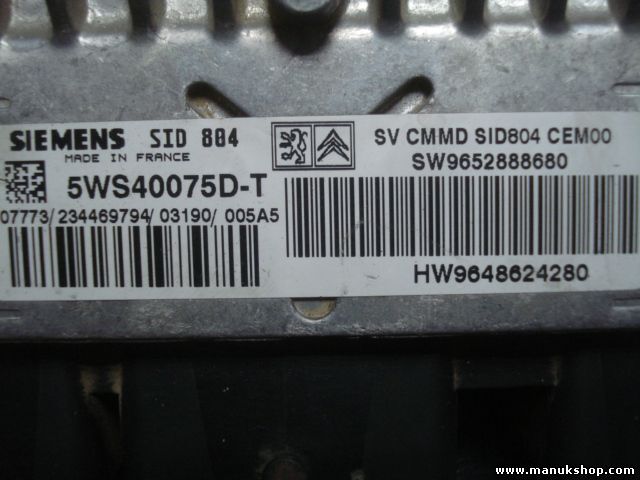 SIEMENS SID 804
MADE IN FRANCE
5WS40075D-T
07773/234469794/03190/005A5
SV CMMD SID804 CEM00
SW9652888680
HW9648624280
www.manukshop.com